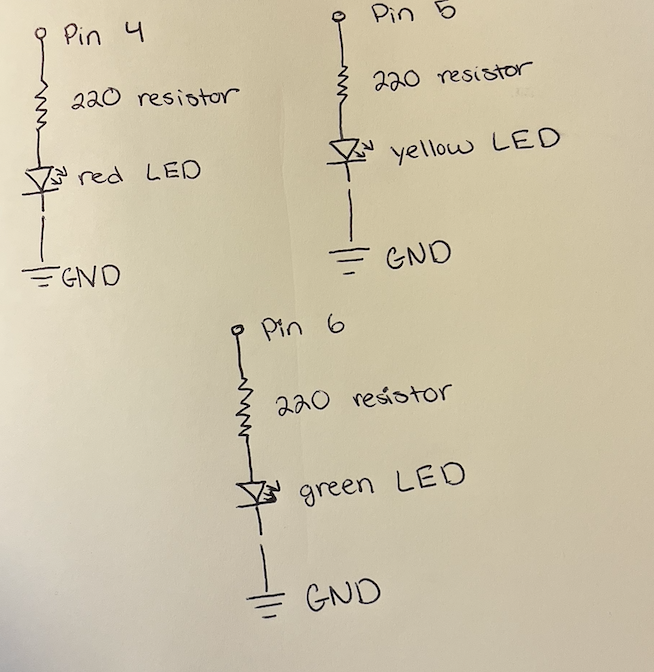 Pin 4
220 resistor
red LED
GND
Pin 5
220 resistor
yellow LED
GND
Pin 6
220 resistor
green LED
GND